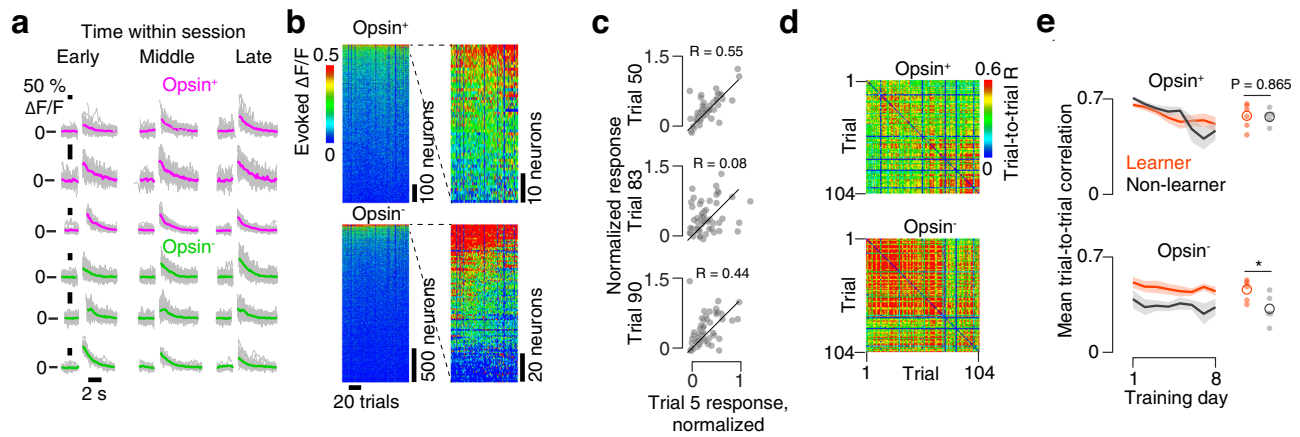 a
Time within session
Early Middle Late
50 %
ΔF/F
Opsin+
0
0
0
Opsin-
0
0
0
2 s
b
Opsin+
Evoked ΔF/F
0.5
0
100 neurons
10 neurons
Opsin-
500 neurons
20 neurons
20 trials
c
R = 0.55
1.5
0
Trial 50
R = 0.08
1.5
0
Trial 83
R = 0.44
1.5
0
Trial 90
Normalized response
0 1
Trial 5 response,
normalized
d
Opsin+
1
Trial
104
0.6
0
Trial-to-trial R
Opsin-
1
Trial
104
1 Trial 104
e
Opsin+
P = 0.865
0.7
0
Learner
Non-learner
Mean trial-to-trial correlation
Opsin-
*
0.7
0
1 8
Training day